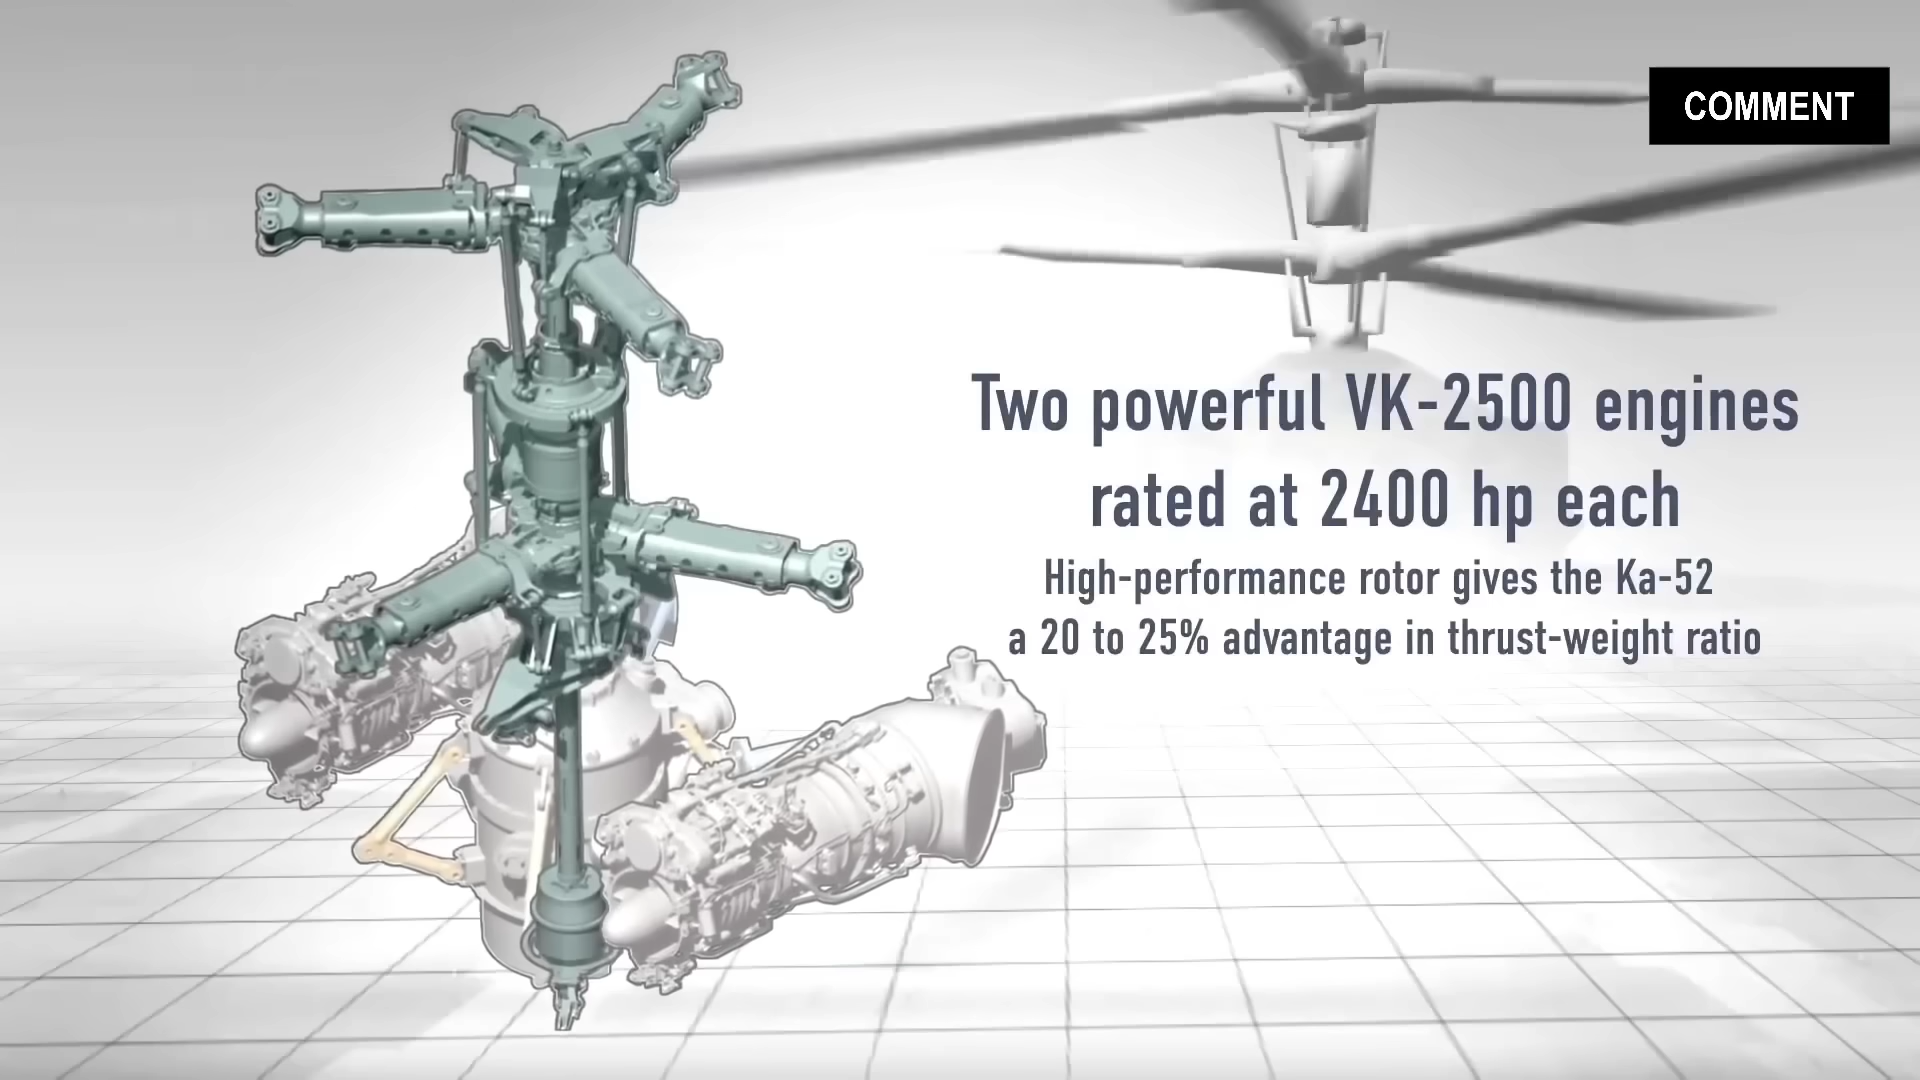 COMMENT
Two powerful VK-2500 engines
rated at 2400 hp each
High-performance rotor gives the Ka-52
a 20 to 25% advantage in thrust-weight ratio